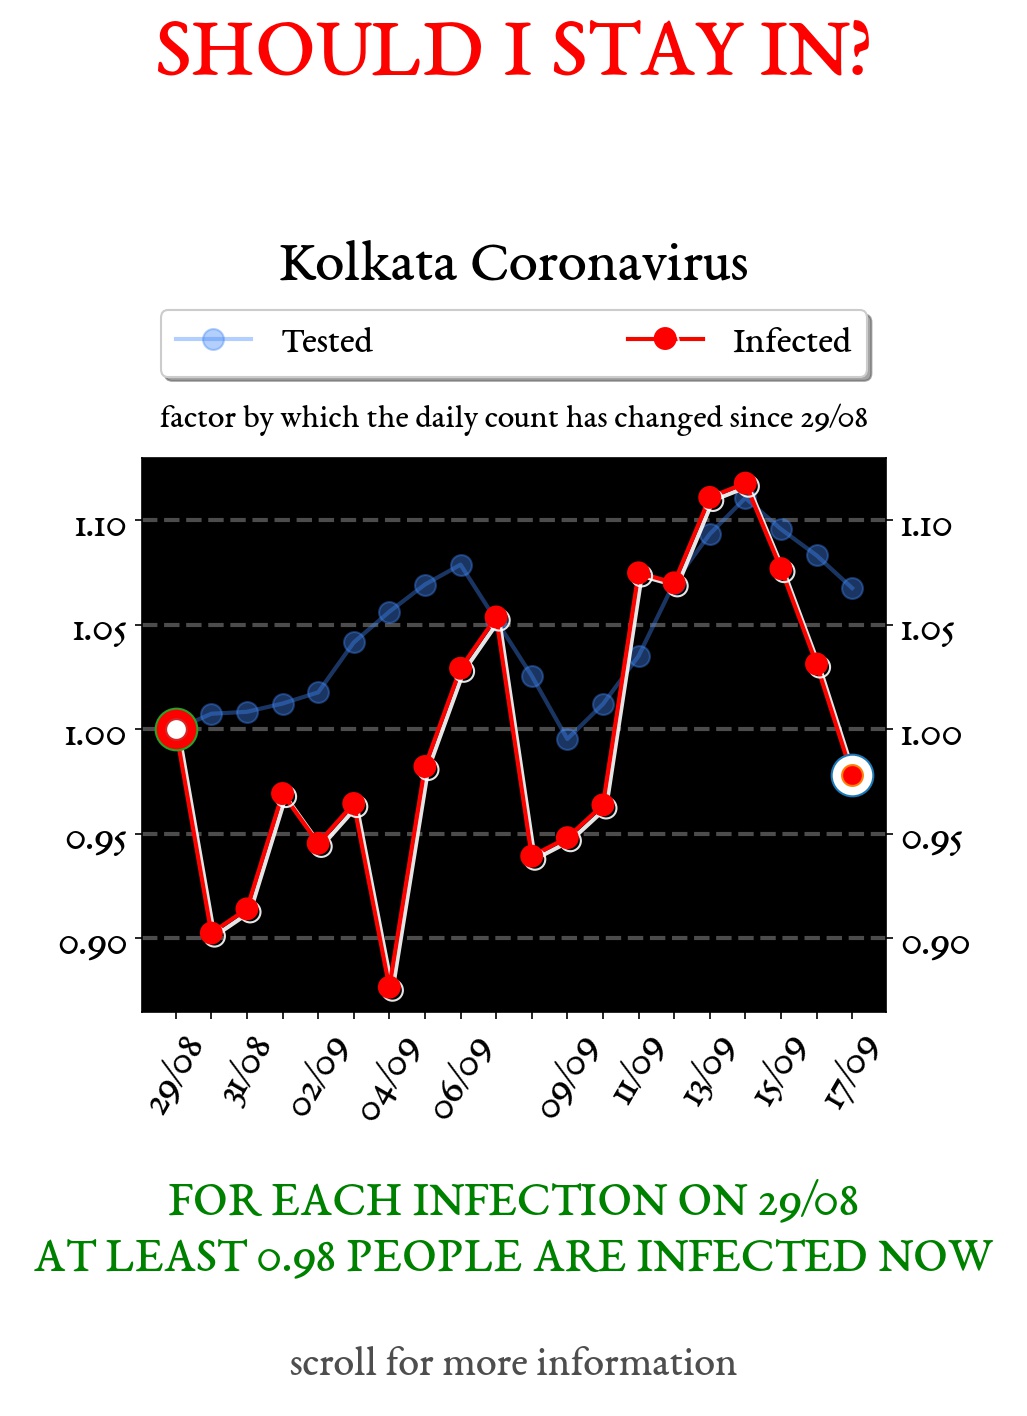 SHOULD I STAY IN?
Kolkata Coronavirus
Tested Infected
factor by which the daily count has changed since 29/08
1.10 1.10
1.05 1.05
1.00 1.00
0.95 0.95
0.90 0.90
29/08 31/08 02/09 04/09 06/09 09/09 11/09 13/09 15/09 17/09
FOR EACH INFECTION ON 29/08
AT LEAST 0.98 PEOPLE ARE INFECTED NOW
scroll for more information